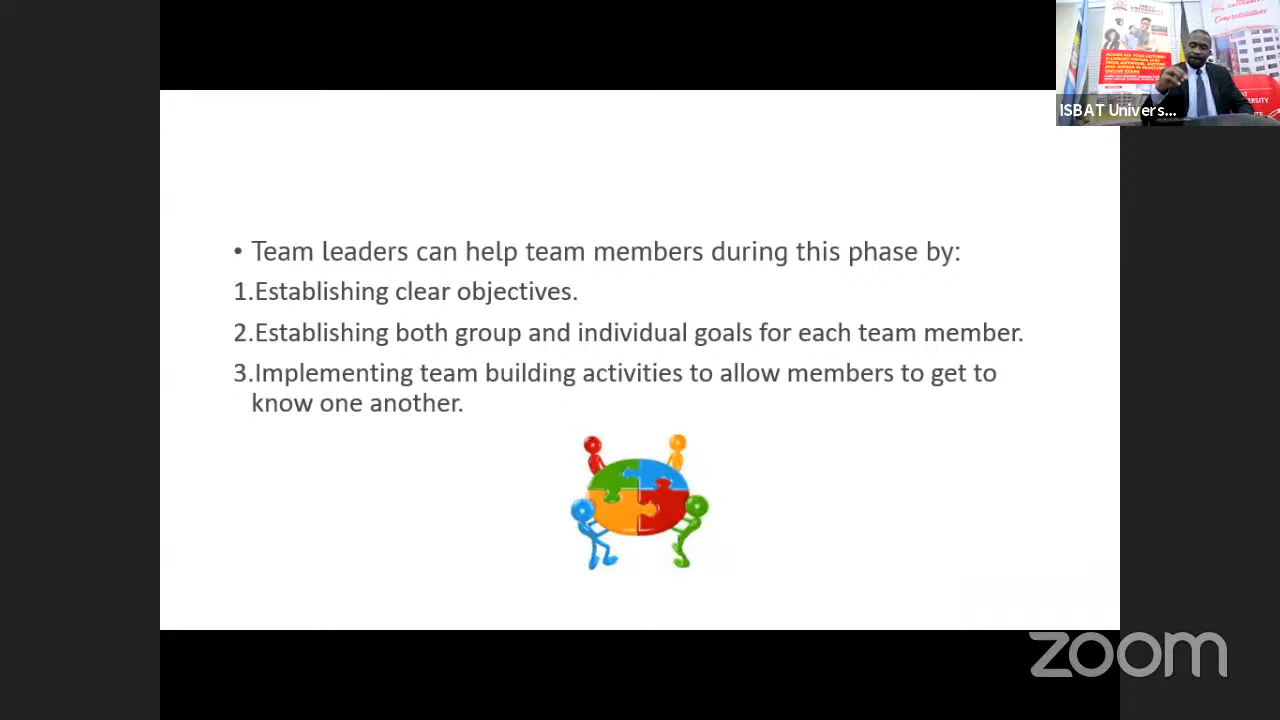 ISBAT Univers...
• Team leaders can help team members during this phase by:
1.Establishing clear objectives.
2.Establishing both group and individual goals for each team member.
3.Implementing team building activities to allow members to get to
know one another.
zoom